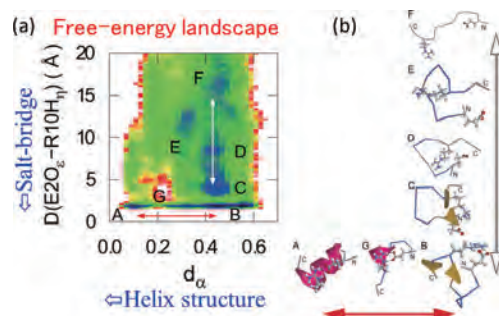 (a) Free-energy landscape
D(E2Oε−R10Hη) (Å)
⇦Salt-bridge
20
15
10
5
0
F
E
D
C
G
A
B
0
0.2
0.4
0.6
0.8
dα
⇦Helix structure
(b)
F
E
D
C
A
G
B